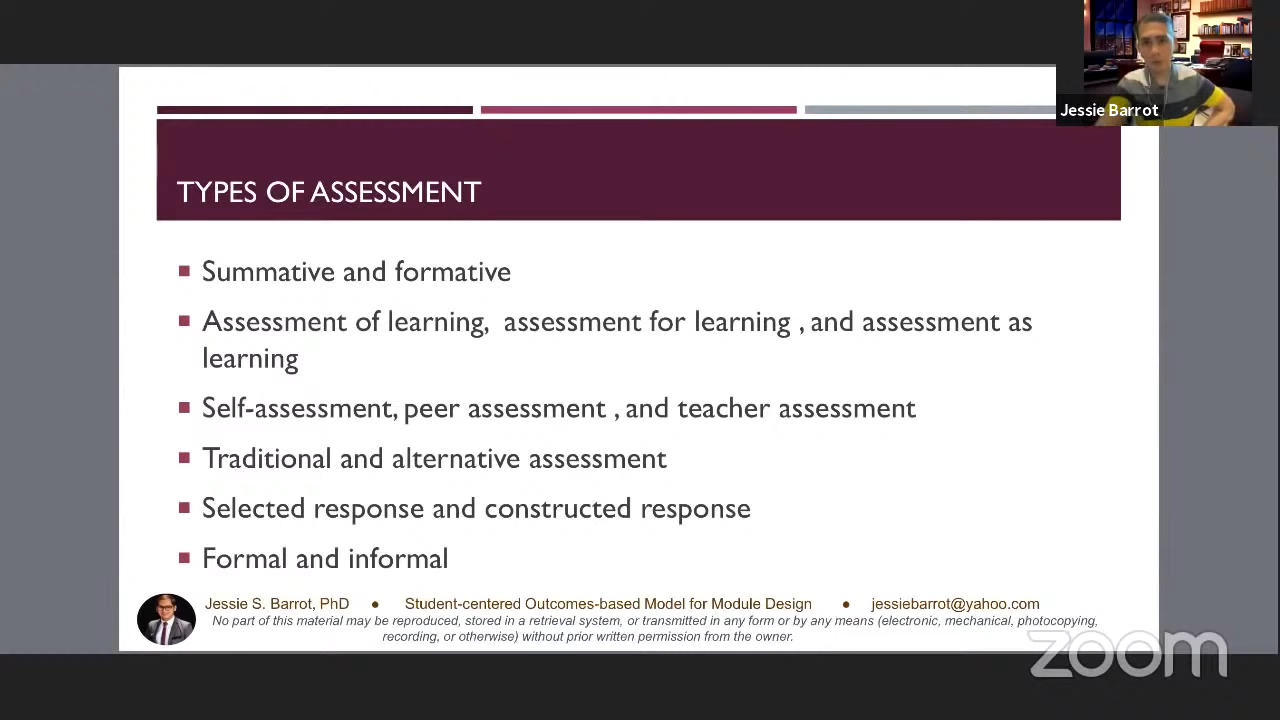 Jessie Barrot
TYPES OF ASSESSMENT
Summative and formative
Assessment of learning,  assessment for learning , and assessment as
learning
Self-assessment, peer assessment , and teacher assessment
Traditional and alternative assessment
Selected response and constructed response
Formal and informal
Jessie S. Barrot, PhD ● Student-centered Outcomes-based Model for Module Design ● jessiebarrot@yahoo.com
No part of this material may be reproduced, stored in a retrieval system, or transmitted in any form or by any means (electronic, mechanical, photocopying,
recording, or otherwise) without prior written permission from the owner.
zoom